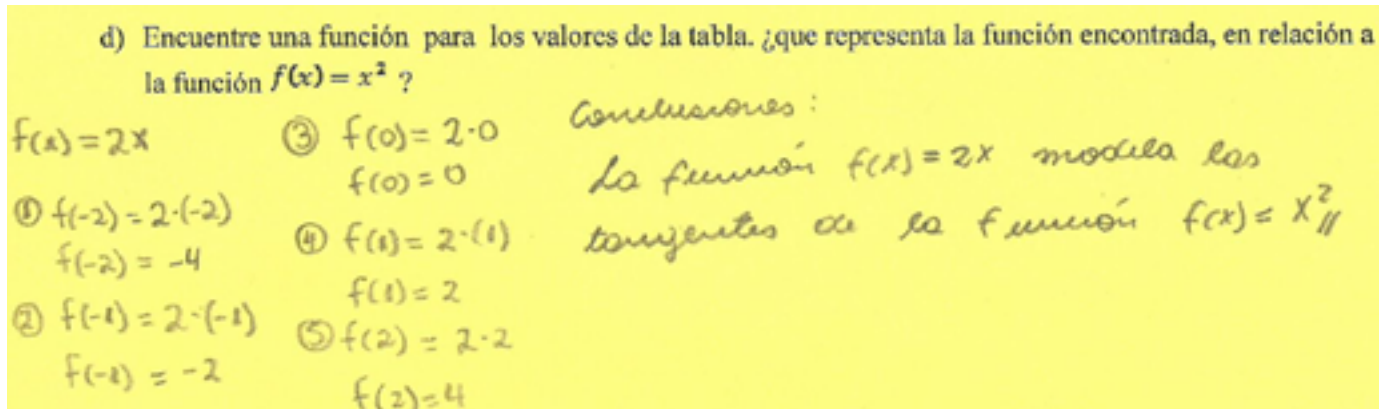 d) Encuentre una función para los valores de la tabla. ¿que representa la función encontrada, en relación a
la función f(x) = x² ?
f(x) = 2x
① f(-2) = 2·(-2)
f(-2) = -4
② f(-1) = 2·(-1)
f(-1) = -2
③ f(0) = 2·0
f(0) = 0
④ f(1) = 2·(1)
f(1) = 2
⑤ f(2) = 2·2
f(2) = 4
Conclusiones:
La función f(x) = 2x modela las
tangentes de la función f(x) = x²//